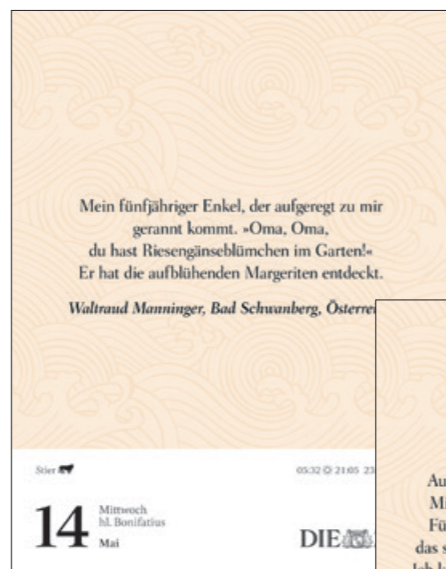 Mein fünfjähriger Enkel, der aufgeregt zu mir
gerannt kommt. »Oma, Oma,
du hast Riesengänseblümchen im Garten!«
Er hat die aufblühenden Margeriten entdeckt.
Waltraud Manninger, Bad Schwanberg, Österrei
Stier
05:32 21:05 23
14
Mittwoch
hl. Bonifatius
Mai
DIE
Au
Mi
Fü
das s